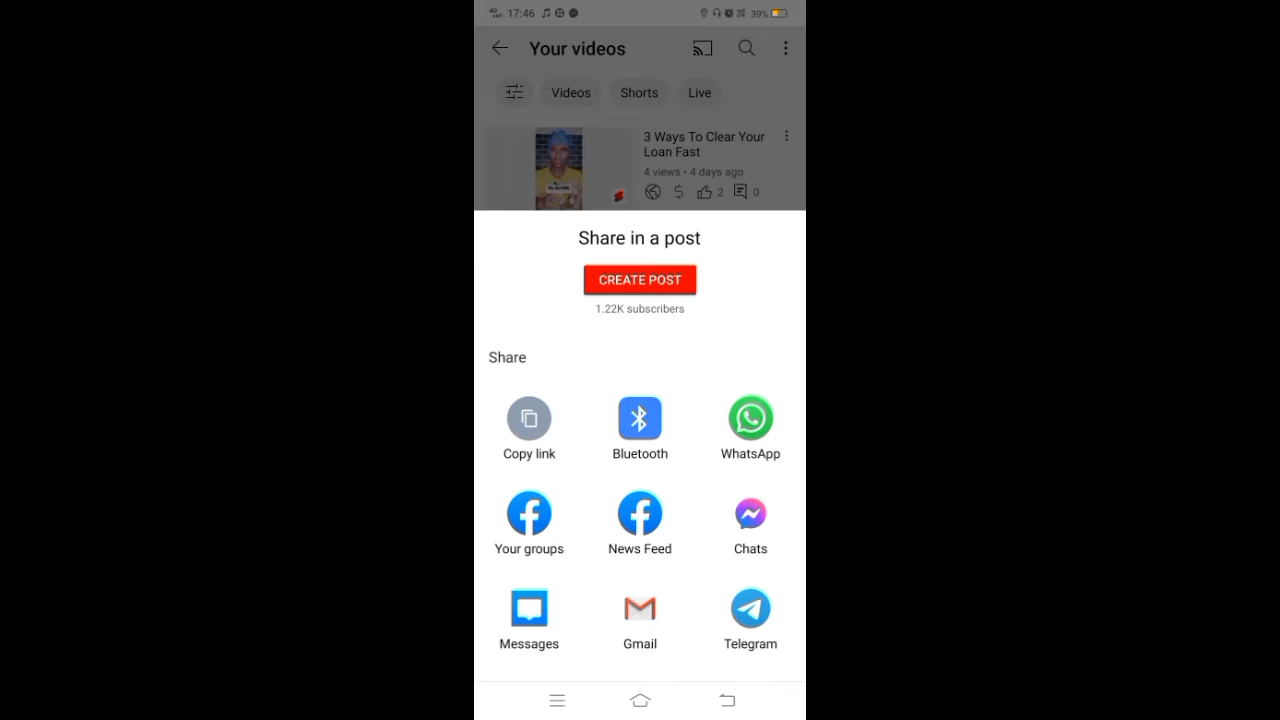 17:46
39%
Your videos
Videos Shorts Live
3 Ways To Clear Your
Loan Fast
4 views • 4 days ago
2 0
Share in a post
CREATE POST
1.22K subscribers
Share
Copy link Bluetooth WhatsApp
Your groups News Feed Chats
Messages Gmail Telegram